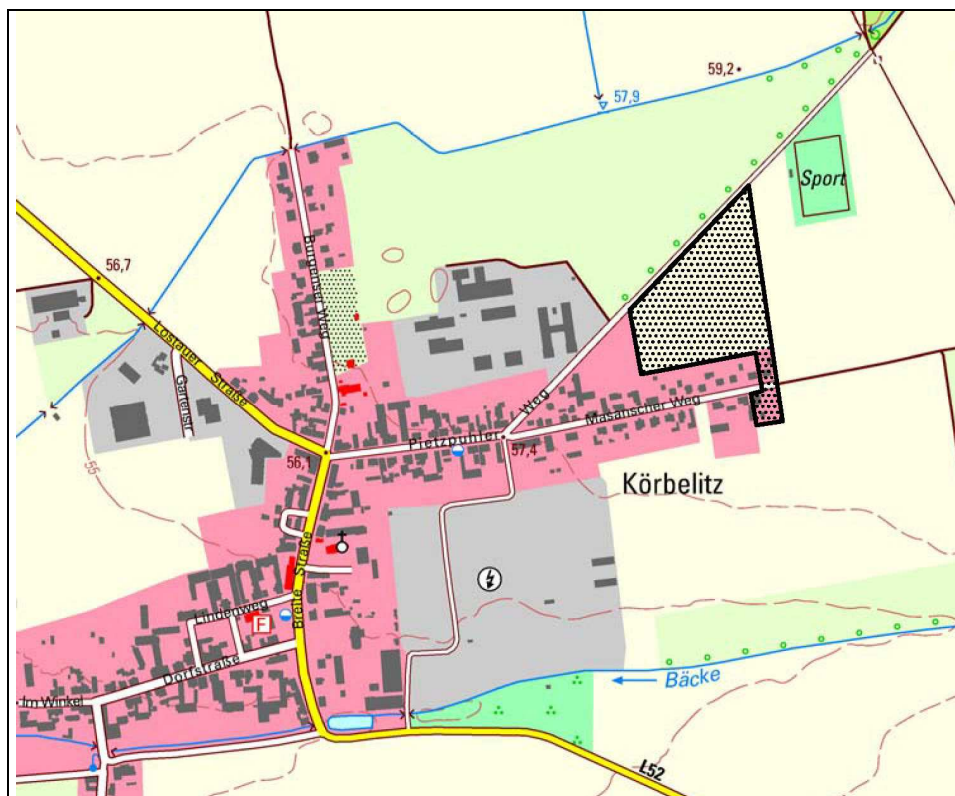 59,2
57,9
Sport
56,7
Burgenser Weg
Lostauer Straße
Gartenstr.
Weg
Masanscher Weg
Pietzpuhler
57,4
56,1
55
Körbelitz
Breite Straße
Lindenweg
F
Dorfstraße
Bäcke
Im Winkel
L52